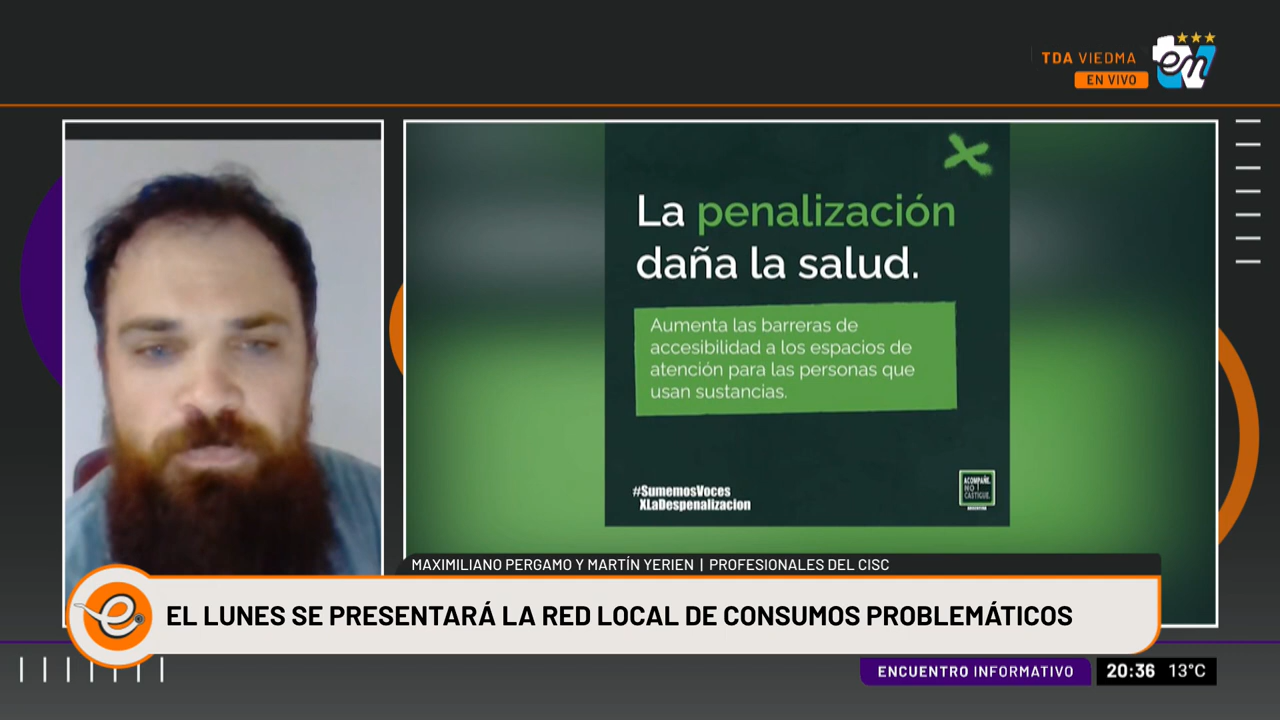 TDA VIEDMA
EN VIVO
em
La penalización
daña la salud.
Aumenta las barreras de
accesibilidad a los espacios de
atención para las personas que
usan sustancias.
#SumemosVoces
XLaDespenalizacion
ACOMPAÑE.
NO
CASTIGUE.
MAXIMILIANO PERGAMO Y MARTÍN YERIEN | PROFESIONALES DEL CISC
e
EL LUNES SE PRESENTARÁ LA RED LOCAL DE CONSUMOS PROBLEMÁTICOS
ENCUENTRO INFORMATIVO
20:36 13°C